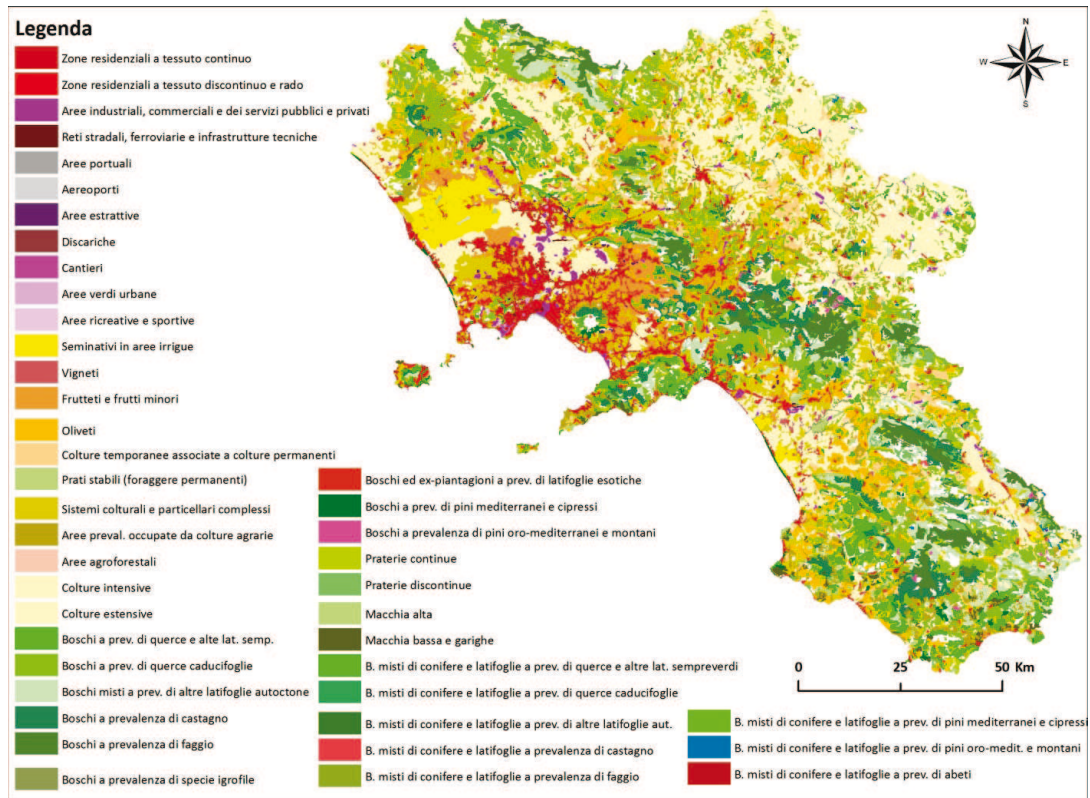 Legenda
Zone residenziali a tessuto continuo
Zone residenziali a tessuto discontinuo e rado
Aree industriali, commerciali e dei servizi pubblici e privati
Reti stradali, ferroviarie e infrastrutture tecniche
Aree portuali
Aereoporti
Aree estrattive
Discariche
Cantieri
Aree verdi urbane
Aree ricreative e sportive
Seminativi in aree irrigue
Vigneti
Frutteti e frutti minori
Oliveti
Colture temporanee associate a colture permanenti
Prati stabili (foraggere permanenti)
Sistemi colturali e particellari complessi
Aree preval. occupate da colture agrarie
Aree agroforestali
Colture intensive
Colture estensive
Boschi a prev. di querce e alte lat. semp.
Boschi a prev. di querce caducifoglie
Boschi misti a prev. di altre latifoglie autoctone
Boschi a prevalenza di castagno
Boschi a prevalenza di faggio
Boschi a prevalenza di specie igrofile
Boschi ed ex-piantagioni a prev. di latifoglie esotiche
Boschi a prev. di pini mediterranei e cipressi
Boschi a prevalenza di pini oro-mediterranei e montani
Praterie continue
Praterie discontinue
Macchia alta
Macchia bassa e garighe
B. misti di conifere e latifoglie a prev. di querce e altre lat. sempreverdi
B. misti di conifere e latifoglie a prev. di querce caducifoglie
B. misti di conifere e latifoglie a prev. di altre latifoglie aut.
B. misti di conifere e latifoglie a prevalenza di castagno
B. misti di conifere e latifoglie a prevalenza di faggio
B. misti di conifere e latifoglie a prev. di pini mediterranei e cipressi
B. misti di conifere e latifoglie a prev. di pini oro-medit. e montani
B. misti di conifere e latifoglie a prev. di abeti
N
W E
S
0 25 50 Km